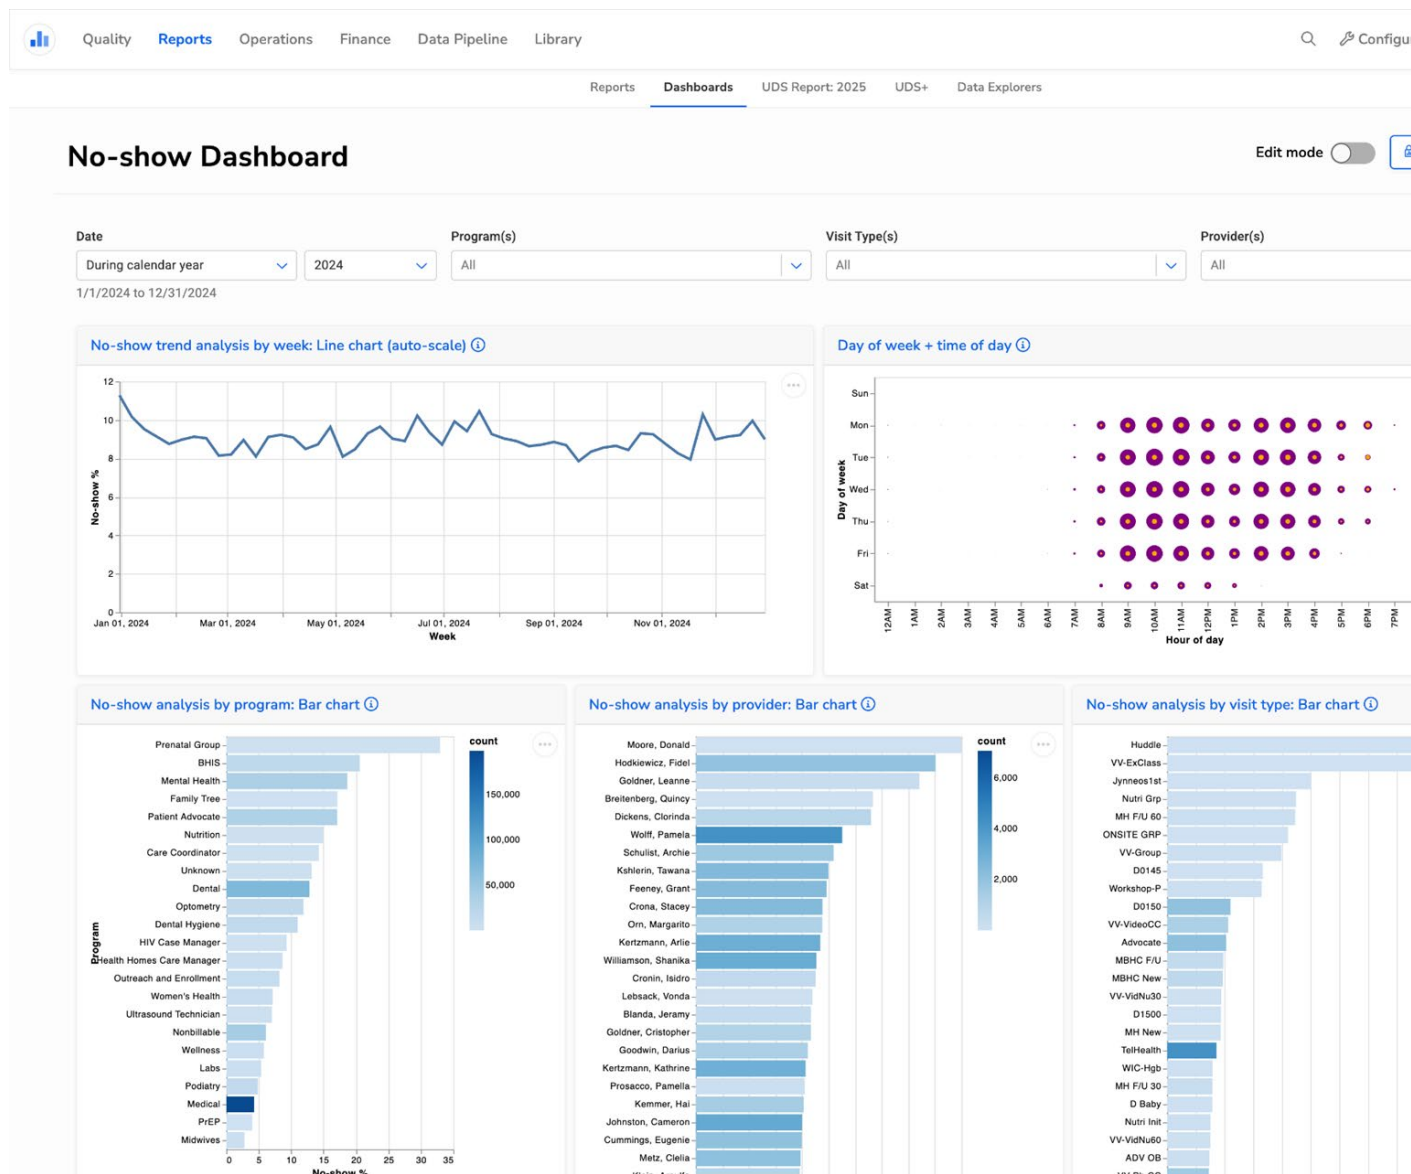 Quality Reports Operations Finance Data Pipeline Library
Configur
Reports Dashboards UDS Report: 2025 UDS+ Data Explorers
No-show Dashboard
Edit mode
Date
During calendar year
2024
1/1/2024 to 12/31/2024
Program(s)
All
Visit Type(s)
All
Provider(s)
All
No-show trend analysis by week: Line chart (auto-scale)
12
10
8
6
4
2
0
No-show %
Jan 01, 2024 Mar 01, 2024 May 01, 2024 Jul 01, 2024 Sep 01, 2024 Nov 01, 2024
Week
Day of week + time of day
Day of week
Sun
Mon
Tue
Wed
Thu
Fri
Sat
12AM 1AM 2AM 3AM 4AM 5AM 6AM 7AM 8AM 9AM 10AM 11AM 12PM 1PM 2PM 3PM 4PM 5PM 6PM 7PM
Hour of day
No-show analysis by program: Bar chart
Program
Prenatal Group
BHIS
Mental Health
Family Tree
Patient Advocate
Nutrition
Care Coordinator
Unknown
Dental
Optometry
Dental Hygiene
HIV Case Manager
Health Homes Care Manager
Outreach and Enrollment
Women's Health
Ultrasound Technician
Nonbillable
Wellness
Labs
Podiatry
Medical
PrEP
Midwives
0 5 10 15 20 25 30 35
No-show %
count
150,000
100,000
50,000
No-show analysis by provider: Bar chart
Moore, Donald
Hodkiewicz, Fidel
Goldner, Leanne
Breitenberg, Quincy
Dickens, Clorinda
Wolff, Pamela
Schulist, Archie
Kshlerin, Tawana
Feeney, Grant
Crona, Stacey
Orn, Margarito
Kertzmann, Arlie
Williamson, Shanika
Cronin, Isidro
Lebsack, Vonda
Blanda, Jeramy
Goldner, Cristopher
Goodwin, Darius
Kertzmann, Kathrine
Prosacco, Pamella
Kemmer, Hai
Johnston, Cameron
Cummings, Eugenie
Metz, Clelia
count
6,000
4,000
2,000
No-show analysis by visit type: Bar chart
Huddle
VV-ExClass
Jynneos1st
Nutri Grp
MH F/U 60
ONSITE GRP
VV-Group
D0145
Workshop-P
D0150
VV-VideoCC
Advocate
MBHC F/U
MBHC New
VV-VidNu30
D1500
MH New
TelHealth
WIC-Hgb
MH F/U 30
D Baby
Nutri Init
VV-VidNu60
ADV OB